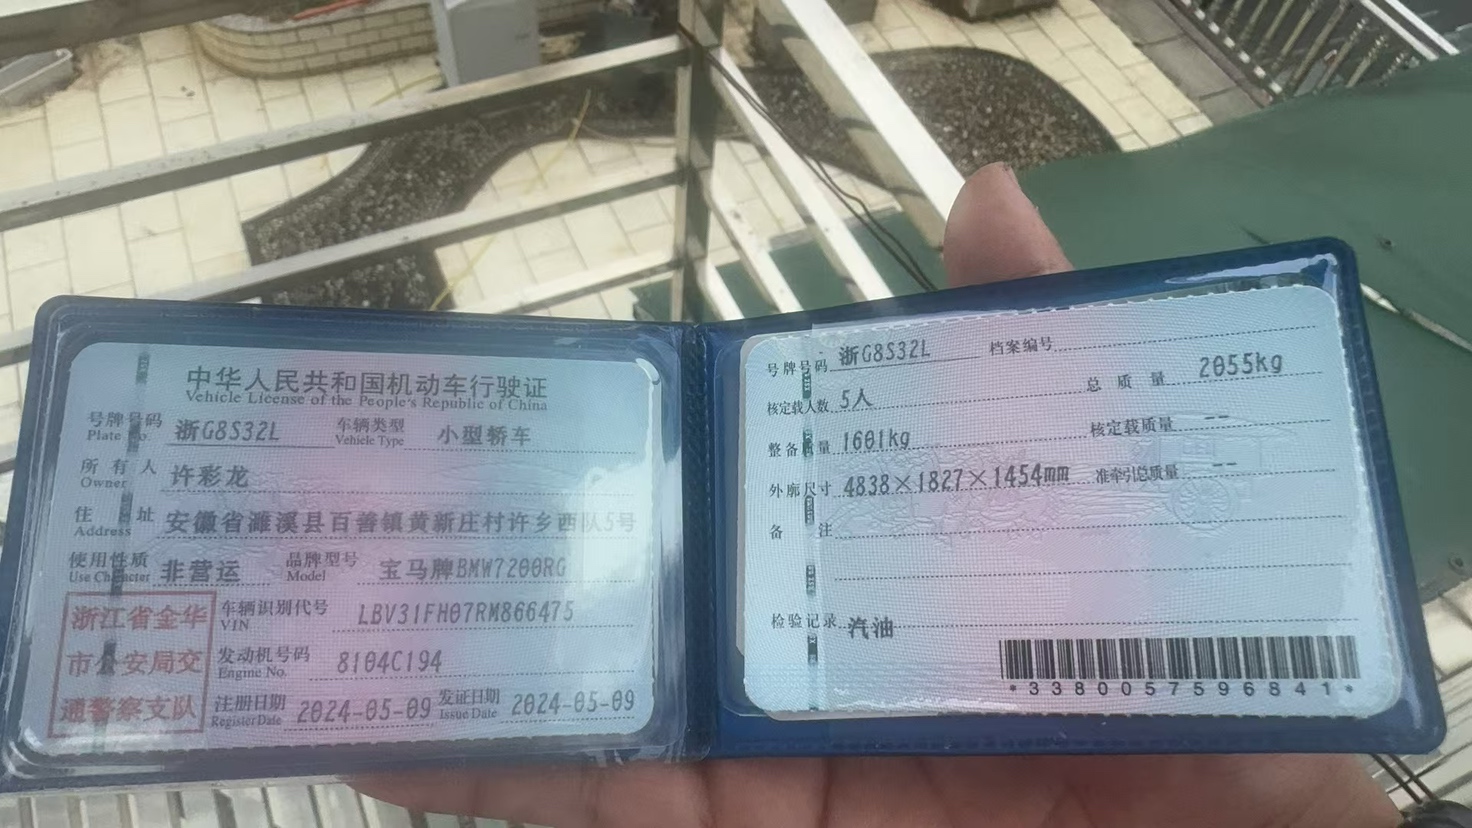 中华人民共和国机动车行驶证
Vehicle License of the People's Republic of China
号牌号码 浙G8S32L 车辆类型 小型轿车
Plate No. Vehicle Type
所有人 许彩龙
Owner
住址 安徽省濉溪县百善镇黄新庄村许乡西队5号
Address
使用性质 非营运 品牌型号 宝马牌BMW7200RG
Use Character Model
浙江省金华市公安局交通警察支队
车辆识别代号 LBV31FH07RM866475
VIN
发动机号码 8104C194
Engine No.
注册日期 2024-05-09 发证日期 2024-05-09
Register Date Issue Date
号牌号码 浙G8S32L 档案编号
核定载人数 5人 总质量 2055kg
整备质量 1601kg 核定载质量 --
外廓尺寸 4838×1827×1454mm 准牵引总质量 --
备注
检验记录 汽油
*3380057596841*